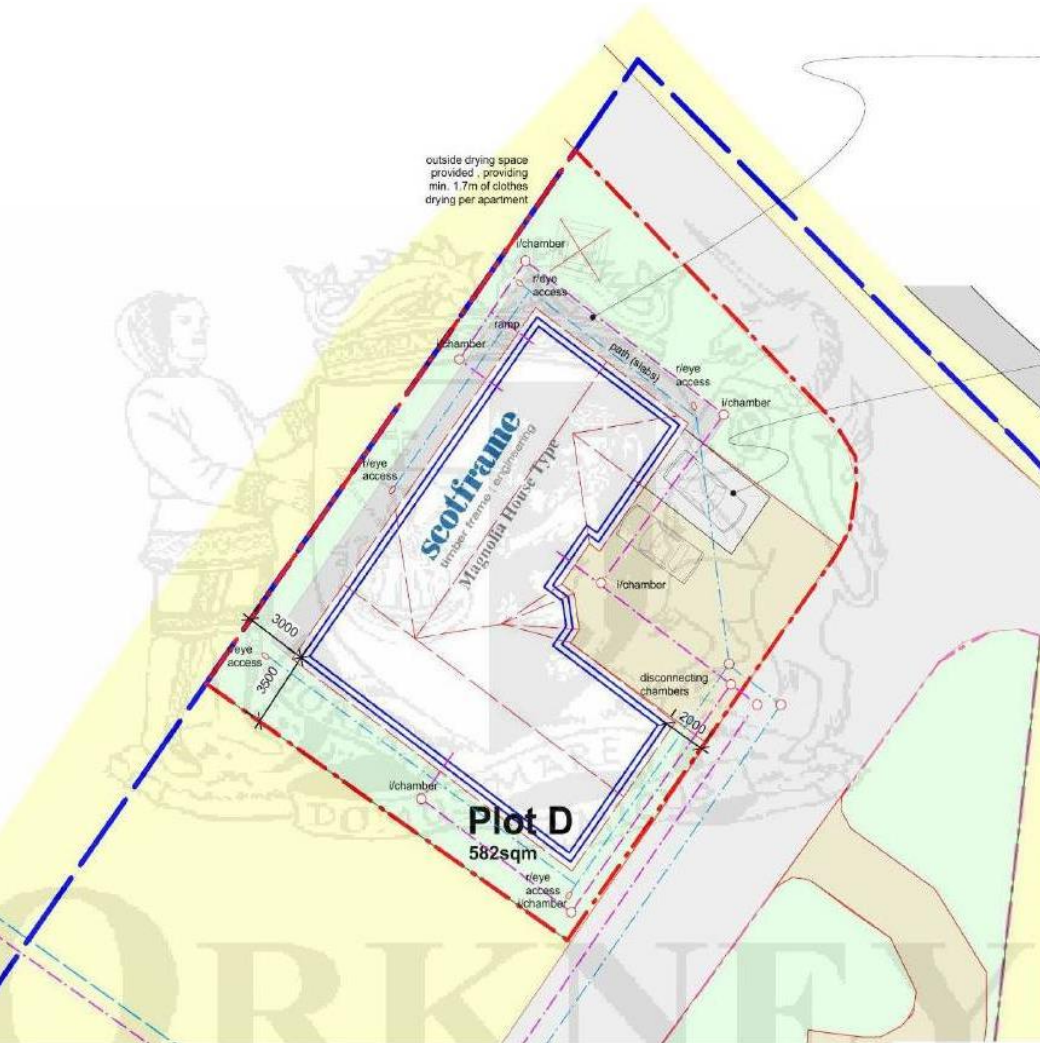 outside drying space
provided , providing
min. 1.7m of clothes
drying per apartment
i/chamber
r/eye
access
ramp
i/chamber
path (slabs)
r/eye
access
i/chamber
r/eye
access
scotframe
timber frame : engineering
Magnolia House Type
i/chamber
3000
r/eye
access
3500
disconnecting
chambers
2000
i/chamber
Plot D
582sqm
r/eye
access
i/chamber
ORKNEY